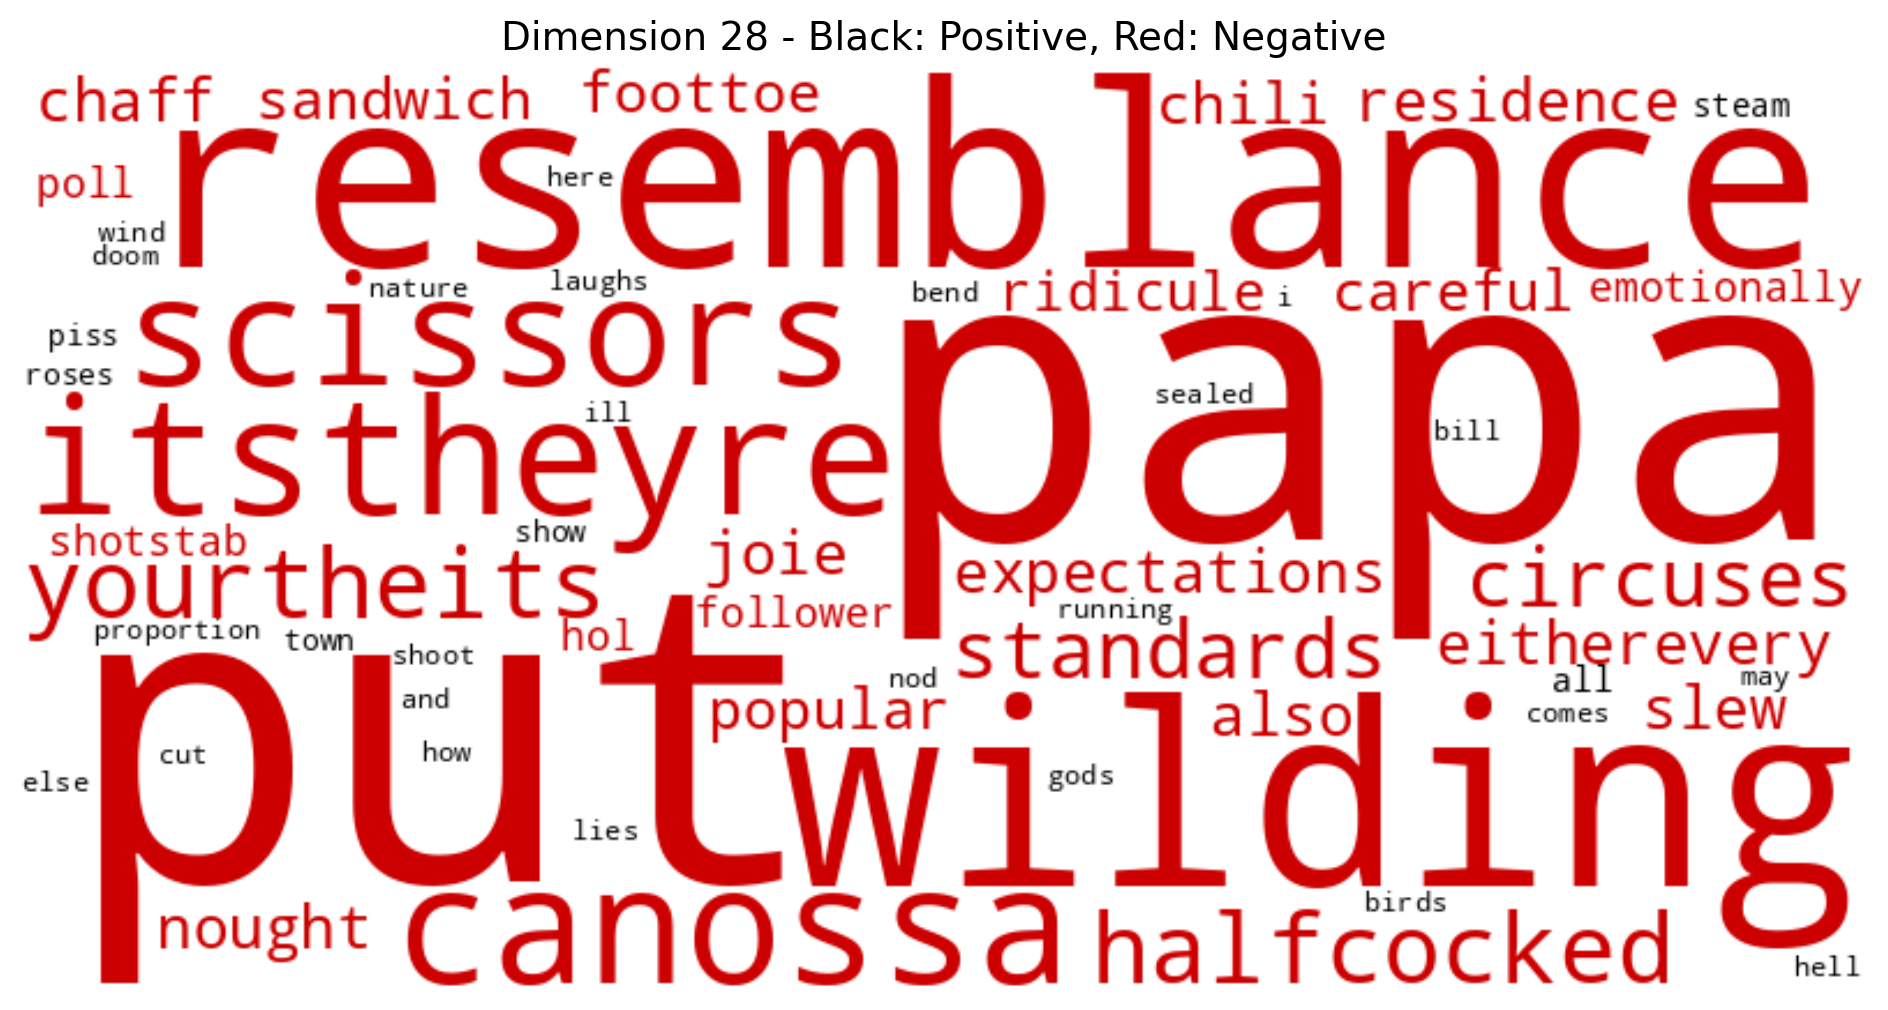 Dimension 28 - Black: Positive, Red: Negative
chaff sandwich foottoe chili residence steam
resemblance
poll here
wind
doom
nature laughs bend ridicule i careful emotionally
scissors
piss
roses
papa
sealed
ill bill
itstheyre
shotstab show joie expectations circuses
yourtheits
hol follower running
proportion town shoot standards eitherevery
put
and nod all may
popular also comes slew
wilding
cut how gods
else
lies
nought canossa halfcocked birds
hell